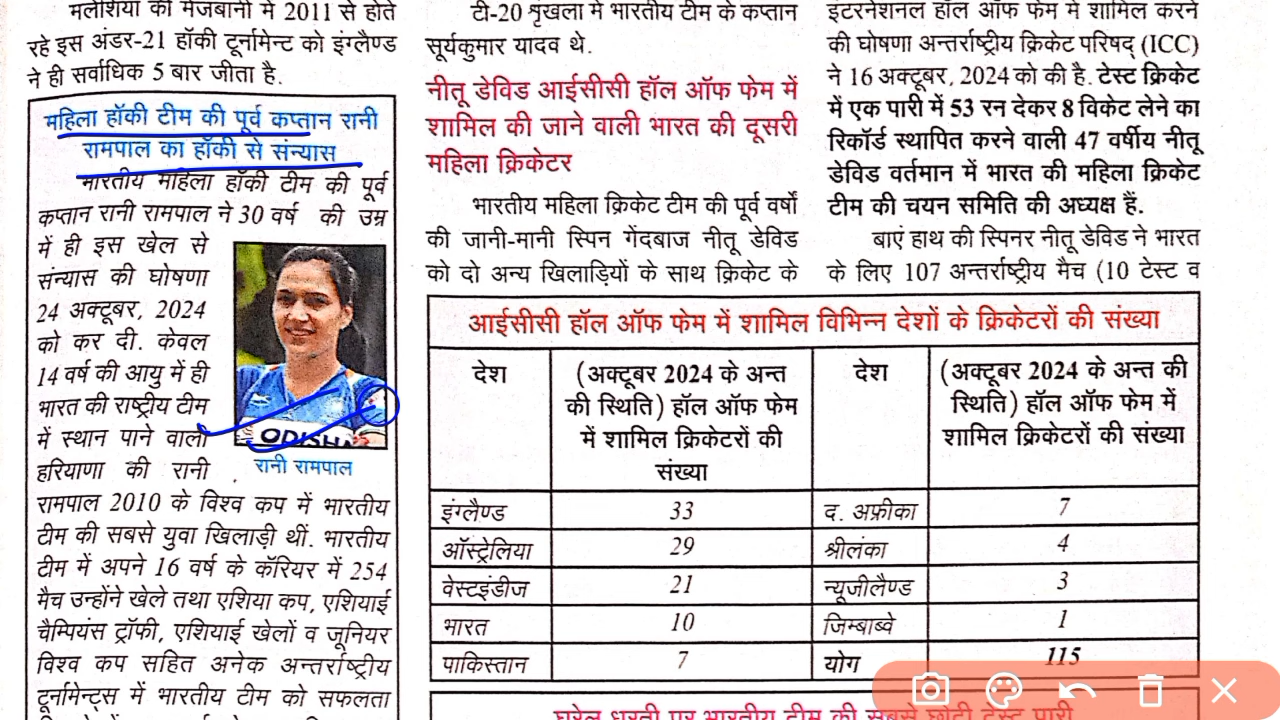 मलेशिया की मेजबानी में 2011 से होते
रहे इस अंडर-21 हॉकी टूर्नामेन्ट को इंग्लैण्ड
ने ही सर्वाधिक 5 बार जीता है.
महिला हॉकी टीम की पूर्व कप्तान रानी
रामपाल का हॉकी से संन्यास
भारतीय महिला हॉकी टीम की पूर्व
कप्तान रानी रामपाल ने 30 वर्ष की उम्र
में ही इस खेल से
संन्यास की घोषणा
24 अक्टूबर, 2024
को कर दी. केवल
14 वर्ष की आयु में ही
भारत की राष्ट्रीय टीम
में स्थान पाने वाली
हरियाणा की रानी
ODISHA
रानी रामपाल
रामपाल 2010 के विश्व कप में भारतीय
टीम की सबसे युवा खिलाड़ी थीं. भारतीय
टीम में अपने 16 वर्ष के कॅरियर में 254
मैच उन्होंने खेले तथा एशिया कप, एशियाई
चैम्पियंस ट्रॉफी, एशियाई खेलों व जूनियर
विश्व कप सहित अनेक अन्तर्राष्ट्रीय
टूर्नामेन्ट्स में भारतीय टीम को सफलता
टी-20 शृंखला में भारतीय टीम के कप्तान
सूर्यकुमार यादव थे.
नीतू डेविड आईसीसी हॉल ऑफ फेम में
शामिल की जाने वाली भारत की दूसरी
महिला क्रिकेटर
भारतीय महिला क्रिकेट टीम की पूर्व वर्षों
की जानी-मानी स्पिन गेंदबाज नीतू डेविड
को दो अन्य खिलाड़ियों के साथ क्रिकेट के
इंटरनेशनल हॉल ऑफ फेम में शामिल करने
की घोषणा अन्तर्राष्ट्रीय क्रिकेट परिषद् (ICC)
ने 16 अक्टूबर, 2024 को की है. टेस्ट क्रिकेट
में एक पारी में 53 रन देकर 8 विकेट लेने का
रिकॉर्ड स्थापित करने वाली 47 वर्षीय नीतू
डेविड वर्तमान में भारत की महिला क्रिकेट
टीम की चयन समिति की अध्यक्ष हैं.
बाएं हाथ की स्पिनर नीतू डेविड ने भारत
के लिए 107 अन्तर्राष्ट्रीय मैच (10 टेस्ट व
आईसीसी हॉल ऑफ फेम में शामिल विभिन्न देशों के क्रिकेटरों की संख्या
देश (अक्टूबर 2024 के अन्त की स्थिति) हॉल ऑफ फेम में शामिल क्रिकेटरों की संख्या देश (अक्टूबर 2024 के अन्त की स्थिति) हॉल ऑफ फेम में शामिल क्रिकेटरों की संख्या
इंग्लैण्ड 33 द. अफ्रीका 7
ऑस्ट्रेलिया 29 श्रीलंका 4
वेस्टइंडीज 21 न्यूजीलैण्ड 3
भारत 10 जिम्बाब्वे 1
पाकिस्तान 7 योग 115
घरेलू धरती पर भारतीय टीम की सबसे छोटी टेस्ट पारी